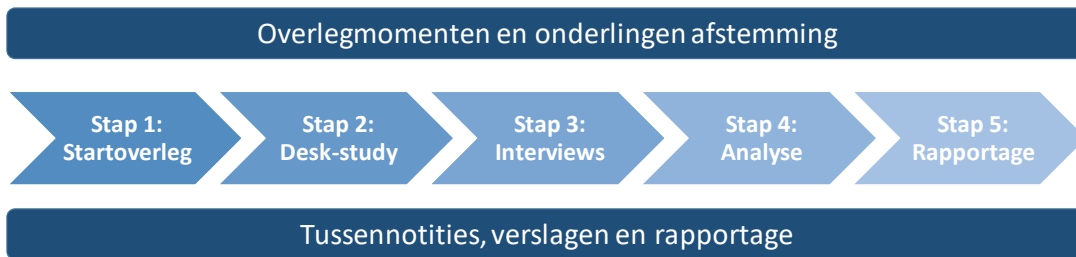 Overlegmomenten en onderlingen afstemming
Stap 1:
Startoverleg
Stap 2:
Desk-study
Stap 3:
Interviews
Stap 4:
Analyse
Stap 5:
Rapportage
Tussennotities, verslagen en rapportage